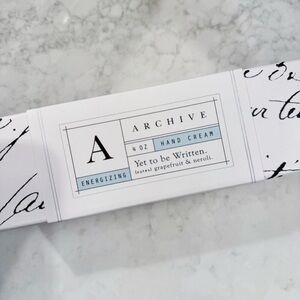 ARCHIVE
A
4 OZ HAND CREAM
ENERGIZING
Yet to be Written.
(notes) grapefruit & neroli.